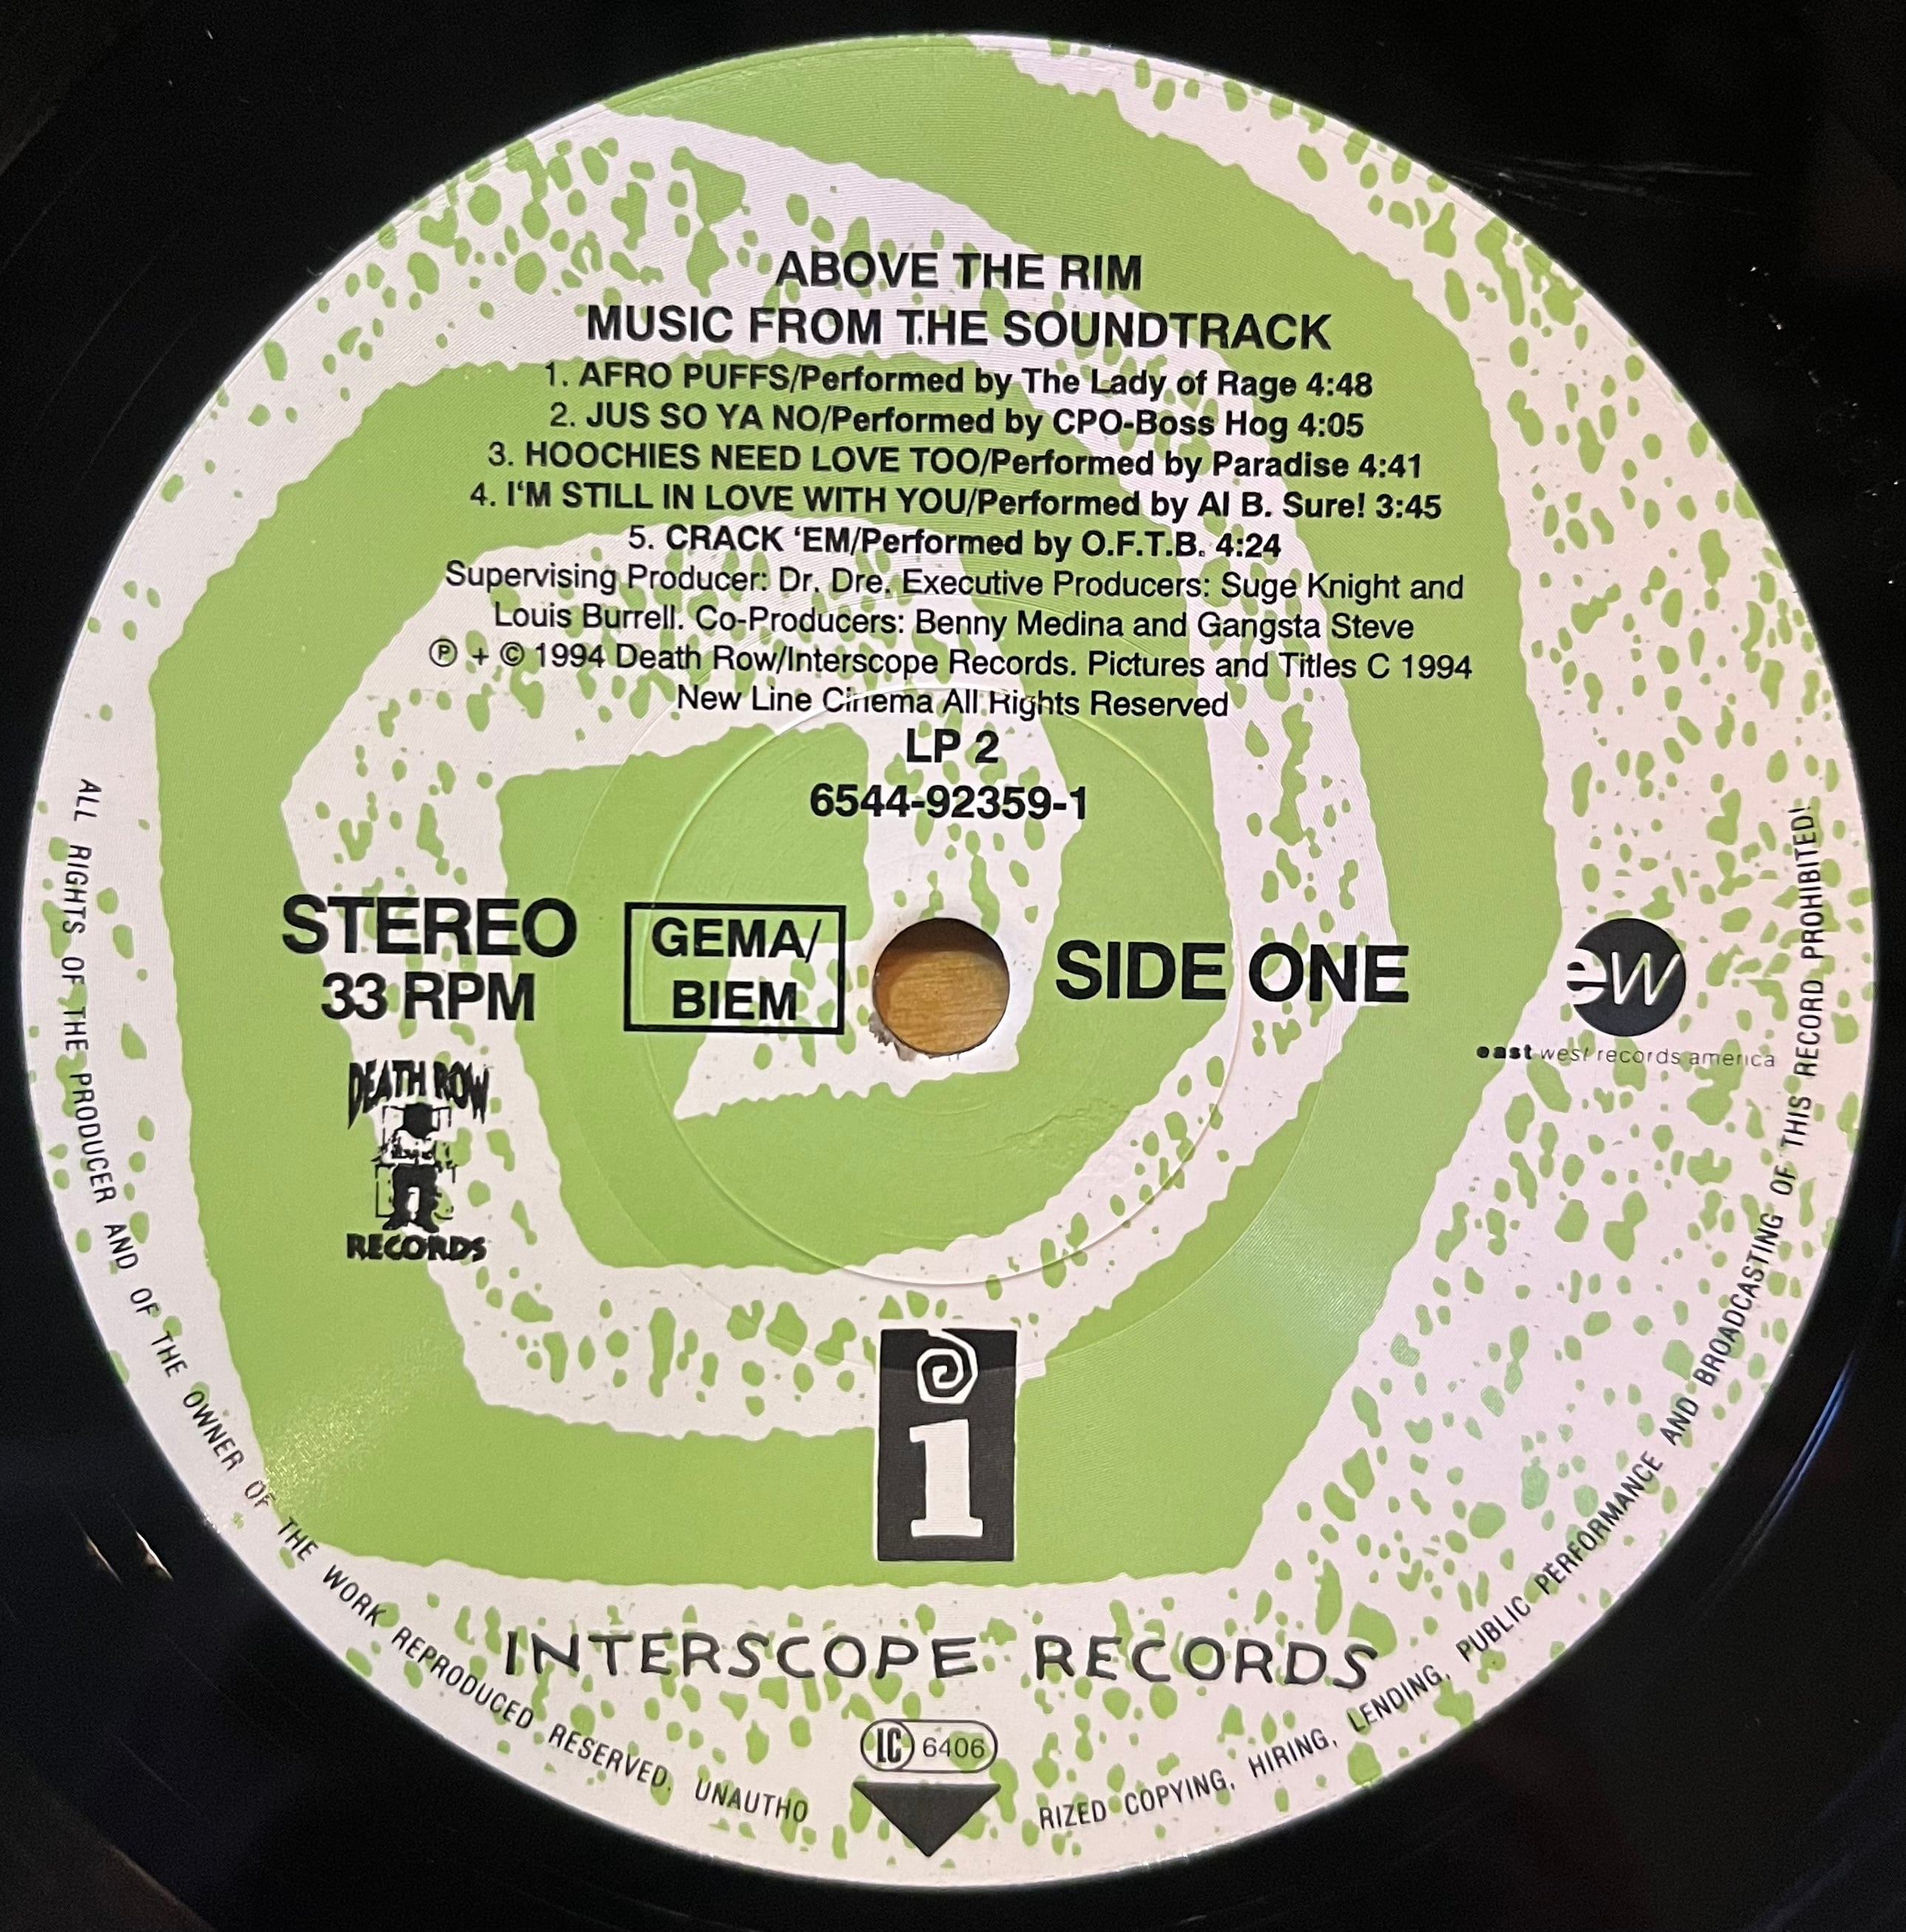 ABOVE THE RIM
MUSIC FROM THE SOUNDTRACK
1. AFRO PUFFS/Performed by The Lady of Rage 4:48
2. JUS SO YA NO/Performed by CPO-Boss Hog 4:05
3. HOOCHIES NEED LOVE TOO/Performed by Paradise 4:41
4. I‘M STILL IN LOVE WITH YOU/Performed by Al B. Sure! 3:45
5. CRACK ‘EM/Performed by O.F.T.B. 4:24
Supervising Producer: Dr. Dre. Executive Producers: Suge Knight and
Louis Burrell. Co-Producers: Benny Medina and Gangsta Steve
℗ + © 1994 Death Row/Interscope Records. Pictures and Titles C 1994
New Line Cinema All Rights Reserved
LP 2
6544-92359-1
STEREO
33 RPM
GEMA/
BIEM
SIDE ONE
ew
east west records america
DEATH ROW
RECORDS
i
INTERSCOPE RECORDS
LC 6406
ALL RIGHTS OF THE PRODUCER AND OF THE OWNER OF THE WORK REPRODUCED RESERVED. UNAUTHO
RIZED COPYING, HIRING, LENDING, PUBLIC PERFORMANCE AND BROADCASTING OF THIS RECORD PROHIBITED!